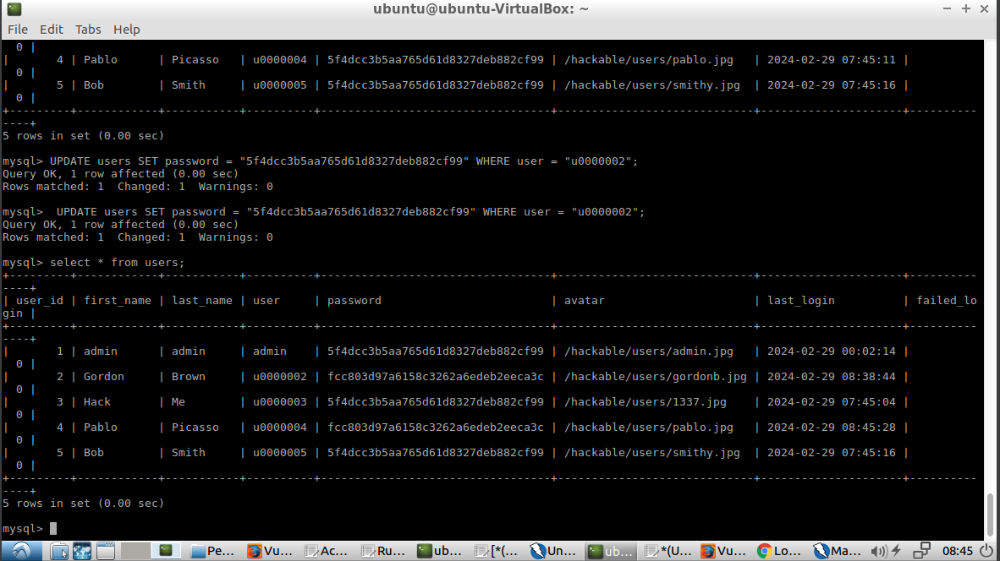 ubuntu@ubuntu-VirtualBox: ~
File Edit Tabs Help
  0 |
|       4 | Pablo      | Picasso   | u0000004 | 5f4dcc3b5aa765d61d8327deb882cf99 | /hackable/users/pablo.jpg   | 2024-02-29 07:45:11 |
  0 |
|       5 | Bob        | Smith     | u0000005 | 5f4dcc3b5aa765d61d8327deb882cf99 | /hackable/users/smithy.jpg  | 2024-02-29 07:45:16 |
  0 |
+---------+------------+-----------+----------+----------------------------------+-----------------------------+---------------------+----------
----+
5 rows in set (0.00 sec)
mysql> UPDATE users SET password = "5f4dcc3b5aa765d61d8327deb882cf99" WHERE user = "u0000002";
Query OK, 1 row affected (0.00 sec)
Rows matched: 1  Changed: 1  Warnings: 0
mysql>  UPDATE users SET password = "5f4dcc3b5aa765d61d8327deb882cf99" WHERE user = "u0000002";
Query OK, 1 row affected (0.00 sec)
Rows matched: 1  Changed: 1  Warnings: 0
mysql> select * from users;
+---------+------------+-----------+----------+----------------------------------+-----------------------------+---------------------+----------
----+
| user_id | first_name | last_name | user     | password                         | avatar                      | last_login          | failed_lo
gin |
+---------+------------+-----------+----------+----------------------------------+-----------------------------+---------------------+----------
----+
|       1 | admin      | admin     | admin    | 5f4dcc3b5aa765d61d8327deb882cf99 | /hackable/users/admin.jpg   | 2024-02-29 00:02:14 |
  0 |
|       2 | Gordon     | Brown     | u0000002 | fcc803d97a6158c3262a6edeb2eeca3c | /hackable/users/gordonb.jpg | 2024-02-29 08:38:44 |
  0 |
|       3 | Hack       | Me        | u0000003 | 5f4dcc3b5aa765d61d8327deb882cf99 | /hackable/users/1337.jpg    | 2024-02-29 07:45:04 |
  0 |
|       4 | Pablo      | Picasso   | u0000004 | fcc803d97a6158c3262a6edeb2eeca3c | /hackable/users/pablo.jpg   | 2024-02-29 08:45:28 |
  0 |
|       5 | Bob        | Smith     | u0000005 | 5f4dcc3b5aa765d61d8327deb882cf99 | /hackable/users/smithy.jpg  | 2024-02-29 07:45:16 |
  0 |
+---------+------------+-----------+----------+----------------------------------+-----------------------------+---------------------+----------
----+
5 rows in set (0.00 sec)
mysql>
Pe... Vu... Ac... Ru... ub... [*(... Un... ub... *(U... Vu... Lo... Ma... 08:45